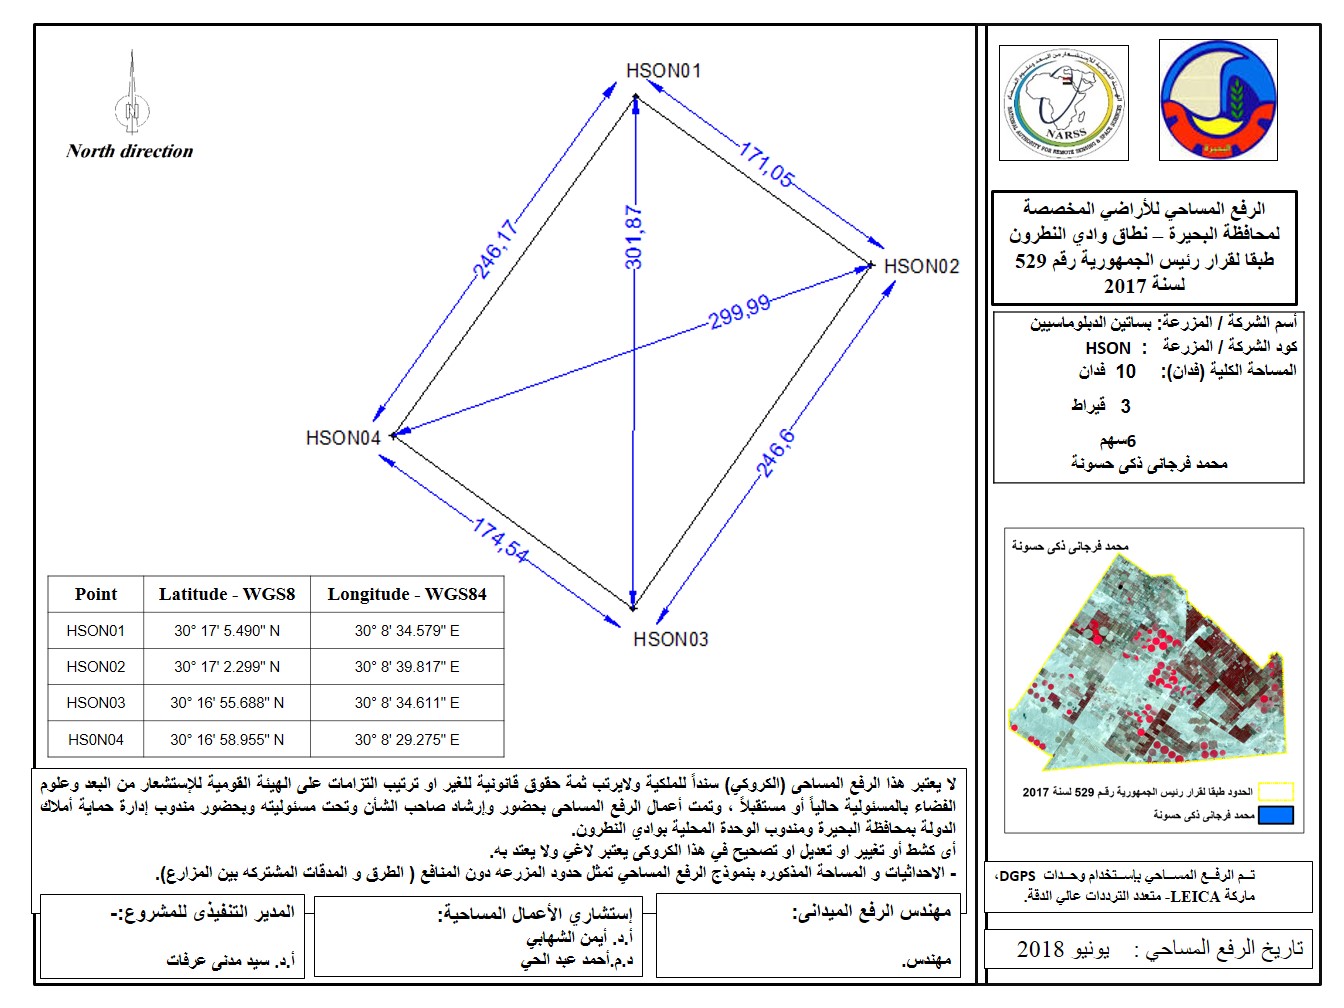 North direction
HSON01
HSON02
HSON03
HSON04
171,05
246,17
301,87
299,99
246,6
174,54
Point Latitude - WGS8 Longitude - WGS84
HSON01 30° 17' 5.490" N 30° 8' 34.579" E
HSON02 30° 17' 2.299" N 30° 8' 39.817" E
HSON03 30° 16' 55.688" N 30° 8' 34.611" E
HS0N04 30° 16' 58.955" N 30° 8' 29.275" E
NARSS
NATIONAL AUTHORITY FOR REMOTE SENSING & SPACE SCIENCES
البحيرة
الرفع المساحي للأراضي المخصصة
لمحافظة البحيرة – نطاق وادي النطرون
طبقا لقرار رئيس الجمهورية رقم 529
لسنة 2017
أسم الشركة / المزرعة: بساتين الدبلوماسيين
كود الشركة / المزرعة : HSON
المساحة الكلية (فدان): 10 فدان
3 قيراط
6سهم
محمد فرجانى ذكى حسونة
محمد فرجانى ذكى حسونة
الحدود طبقا لقرار رئيس الجمهورية رقم 529 لسنة 2017
محمد فرجانى ذكى حسونة
تـم الرفـع المسـاحي بإسـتخدام وحـدات DGPS،
ماركة LEICA- متعدد الترددات عالي الدقة.
تاريخ الرفع المساحي : يونيو 2018
لا يعتبر هذا الرفع المساحى (الكروكي) سنداً للملكية ولايرتب ثمة حقوق قانونية للغير او ترتيب التزامات على الهيئة القومية للإستشعار من البعد وعلوم
الفضاء بالمسئولية حالياً أو مستقبلاً ، وتمت أعمال الرفع المساحى بحضور وإرشاد صاحب الشأن وتحت مسئوليته وبحضور مندوب إدارة حماية أملاك
الدولة بمحافظة البحيرة ومندوب الوحدة المحلية بوادي النطرون.
أى كشط أو تغيير او تعديل او تصحيح في هذا الكروكى يعتبر لاغي ولا يعتد به.
- الاحداثيات و المساحة المذكوره بنموذج الرفع المساحي تمثل حدود المزرعه دون المنافع ( الطرق و المدقات المشتركه بين المزارع).
مهندس الرفع الميدانى:
مهندس.
إستشاري الأعمال المساحية:
أ.د. أيمن الشهابي
د.م.أحمد عبد الحي
المدير التنفيذى للمشروع:-
أ.د. سيد مدنى عرفات